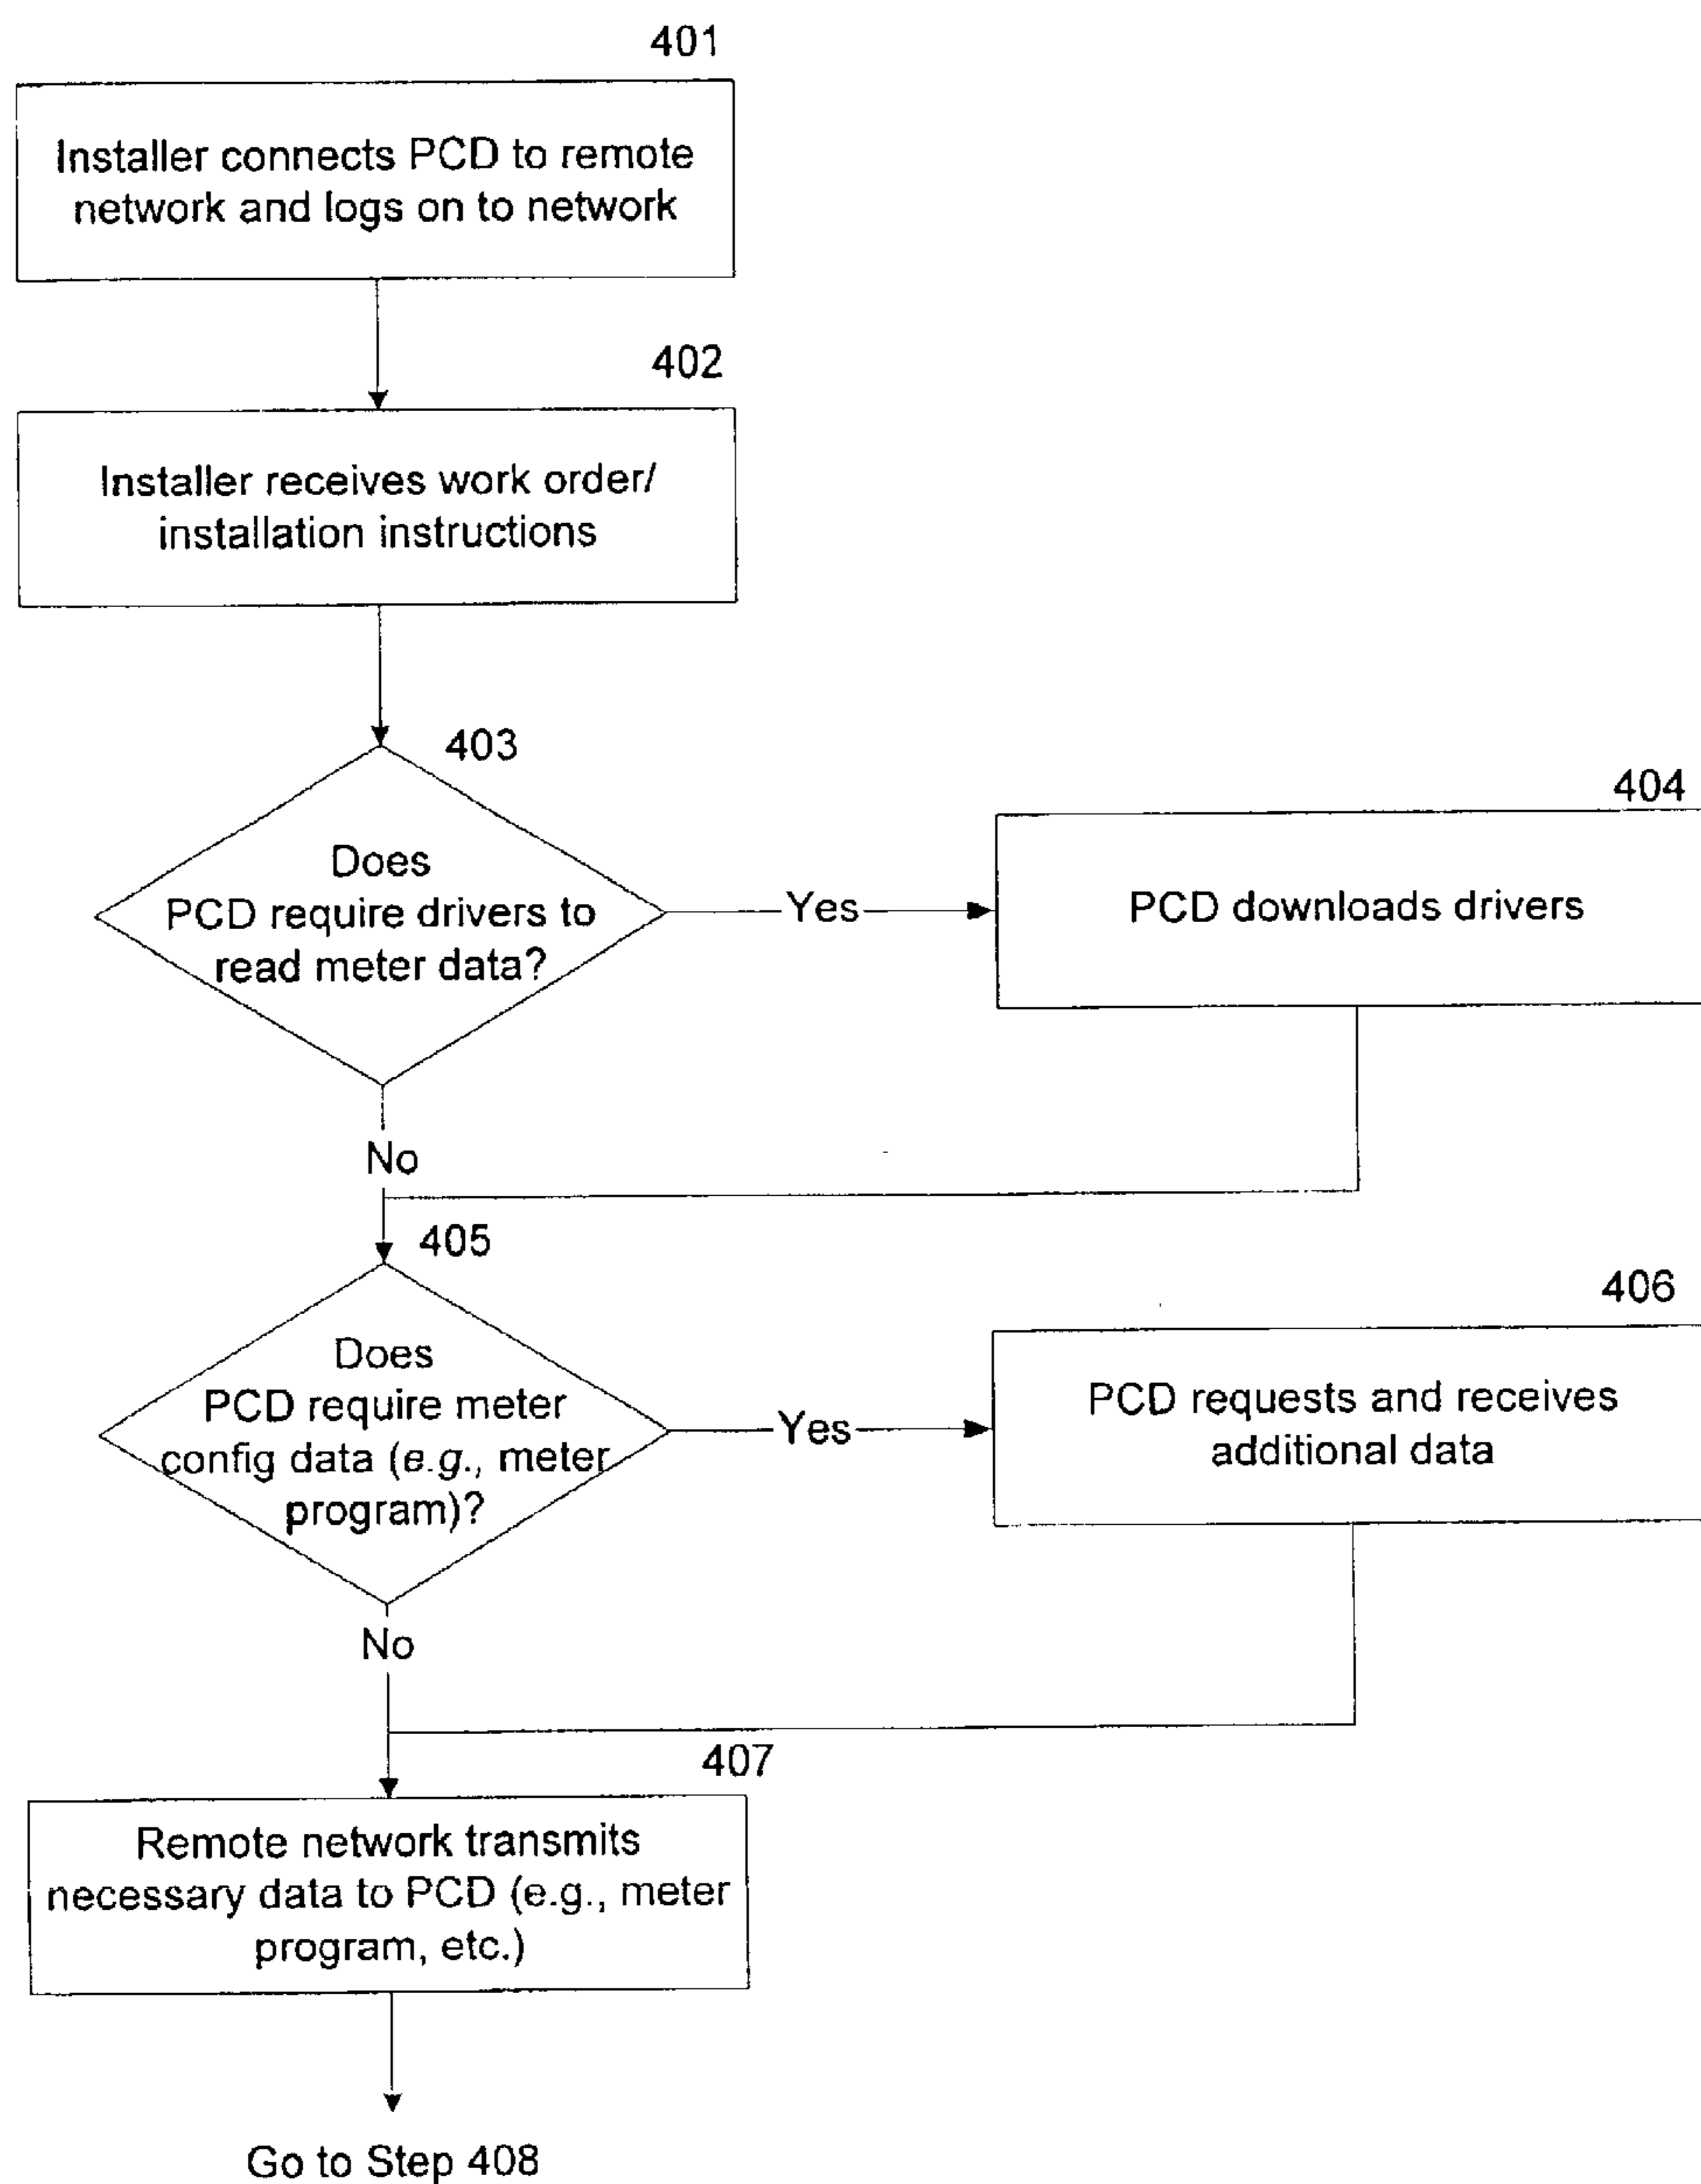 401
Installer connects PCD to remote
network and logs on to network
402
Installer receives work order/
installation instructions
403
Does
PCD require drivers to
read meter data?
Yes
404
PCD downloads drivers
No
405
Does
PCD require meter
config data (e.g., meter
program)?
Yes
406
PCD requests and receives
additional data
No
407
Remote network transmits
necessary data to PCD (e.g., meter
program, etc.)
Go to Step 408